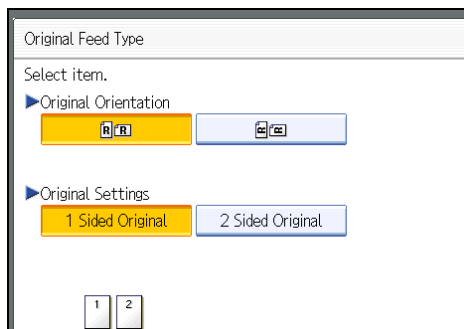 Original Feed Type
Select item.
Original Orientation
R R R R
Original Settings
1 Sided Original 2 Sided Original
1 2